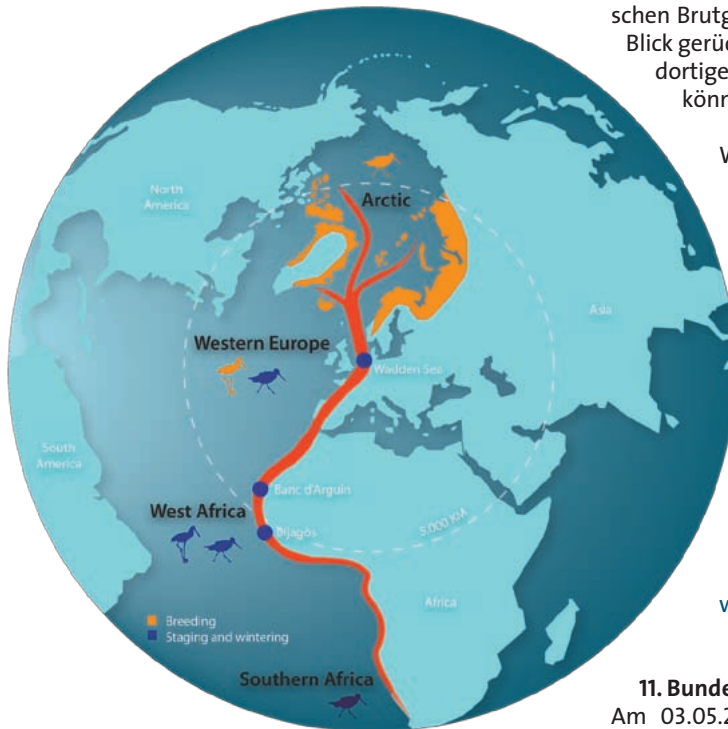 schen Brutg
Blick gerüc
dortige
könn
W
North
America
Arctic
Asia
Western Europe
Wadden Sea
South
America
Banc d'Arguin
West Africa
Bijagós
5.000 KM
Africa
Breeding
Staging and wintering
Southern Africa
v
11. Bunde
Am 03.05.2